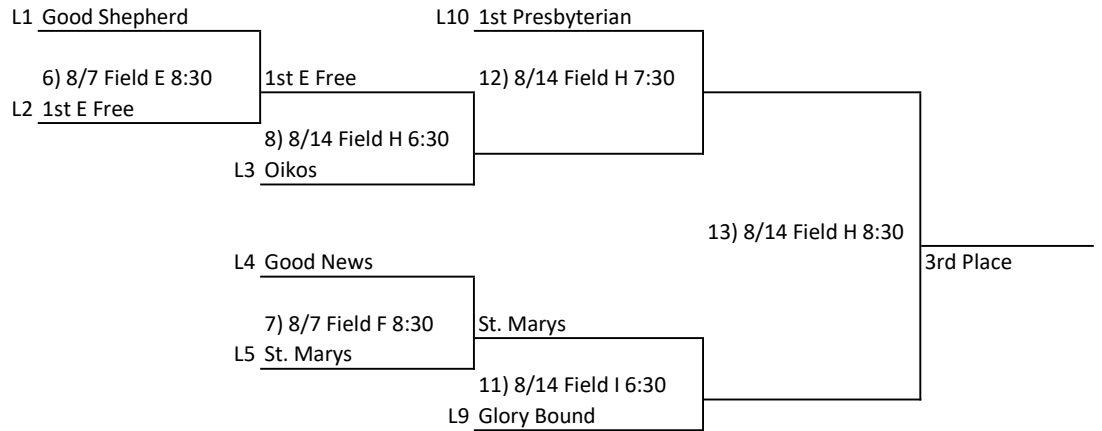 L1 Good Shepherd
L10 1st Presbyterian
6) 8/7 Field E 8:30
1st E Free
12) 8/14 Field H 7:30
L2 1st E Free
8) 8/14 Field H 6:30
L3 Oikos
13) 8/14 Field H 8:30
L4 Good News
3rd Place
7) 8/7 Field F 8:30
St. Marys
L5 St. Marys
11) 8/14 Field I 6:30
L9 Glory Bound